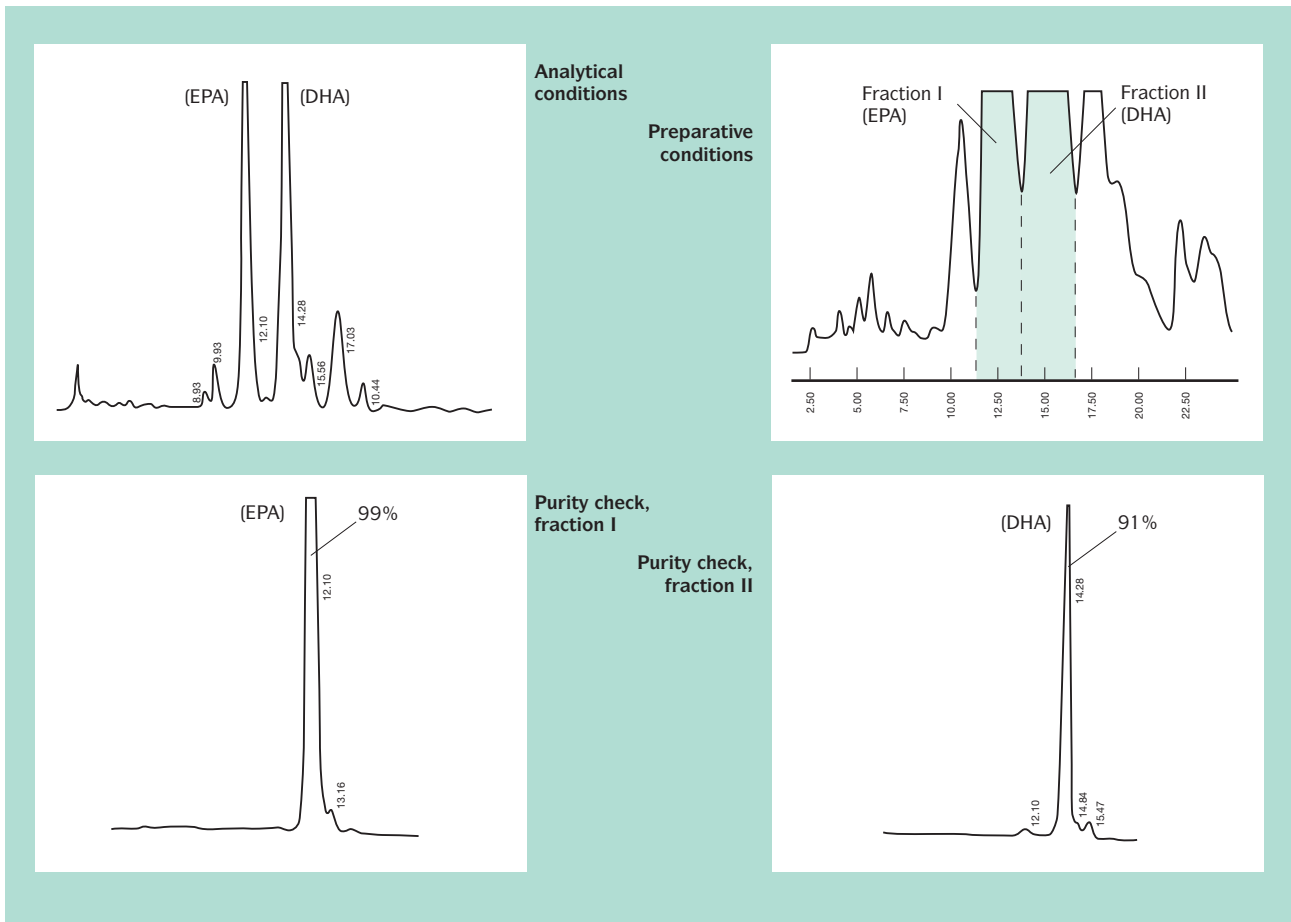 (EPA)
(DHA)
8.93
9.93
12.10
14.28
15.56
17.03
10.44
Analytical
conditions
Preparative
conditions
Fraction I
(EPA)
Fraction II
(DHA)
2.50
5.00
7.50
10.00
12.50
15.00
17.50
20.00
22.50
(EPA)
99%
12.10
13.16
Purity check,
fraction I
Purity check,
fraction II
(DHA)
91%
14.28
12.10
14.84
15.47